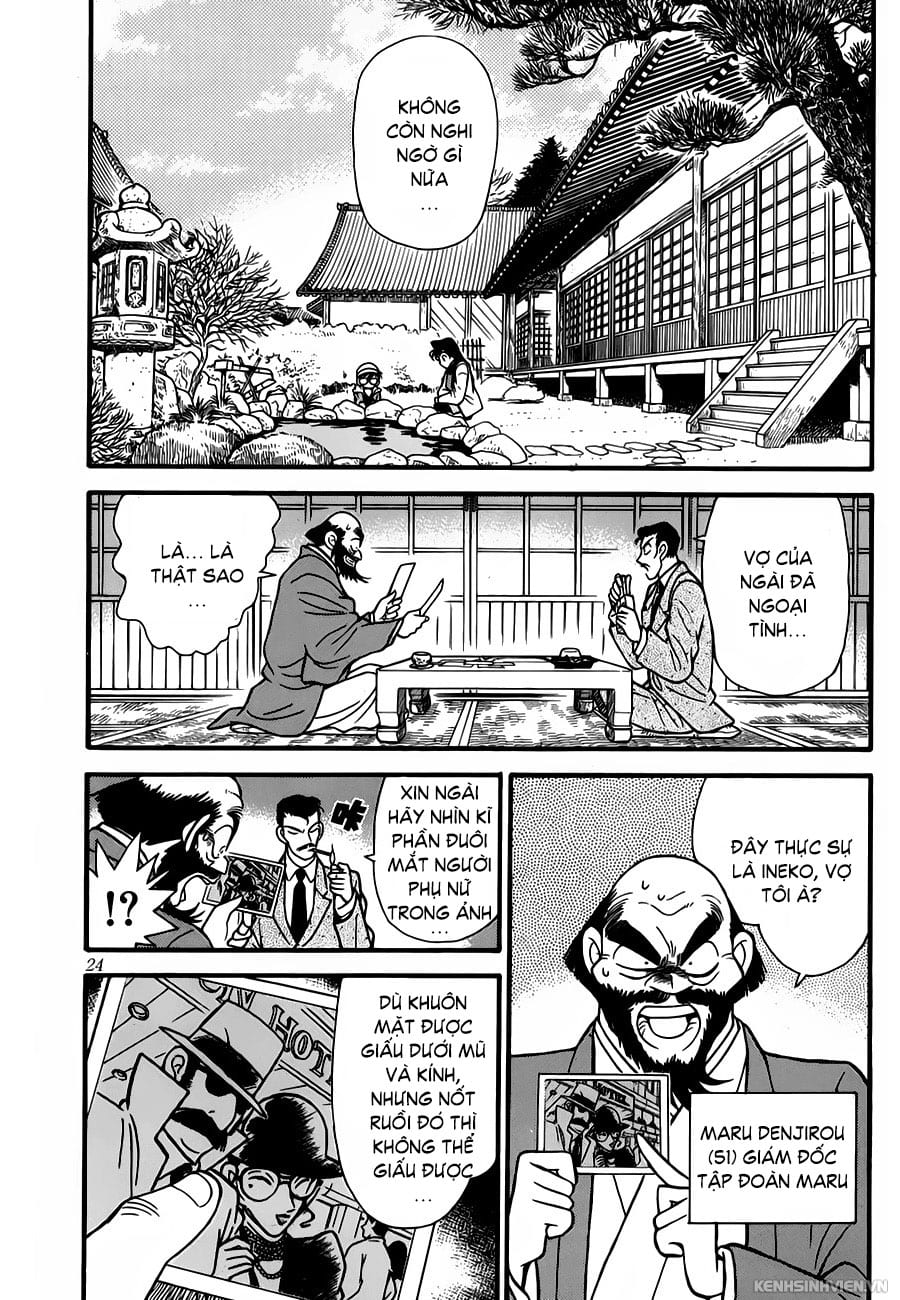 KHÔNG
CÒN NGHI
NGỜ GÌ
NỮA
...
VỢ CỦA
NGÀI ĐÃ
NGOẠI
TÌNH...
LÀ... LÀ
THẬT SAO
...
ĐÂY THỰC SỰ
LÀ INEKO, VỢ
TÔI À?
MARU DENJIROU
(51) GIÁM ĐỐC
TẬP ĐOÀN MARU
XIN NGÀI
HÃY NHÌN KĨ
PHẦN ĐUÔI
MẮT NGƯỜI
PHỤ NỮ
TRONG ẢNH
...
咔
!?
24
DÙ KHUÔN
MẶT ĐƯỢC
GIẤU DƯỚI MŨ
VÀ KÍNH,
NHƯNG NỐT
RUỒI ĐÓ THÌ
KHÔNG THỂ
GIẤU ĐƯỢC
...
HOTE
KENHSINHVIEN.VN